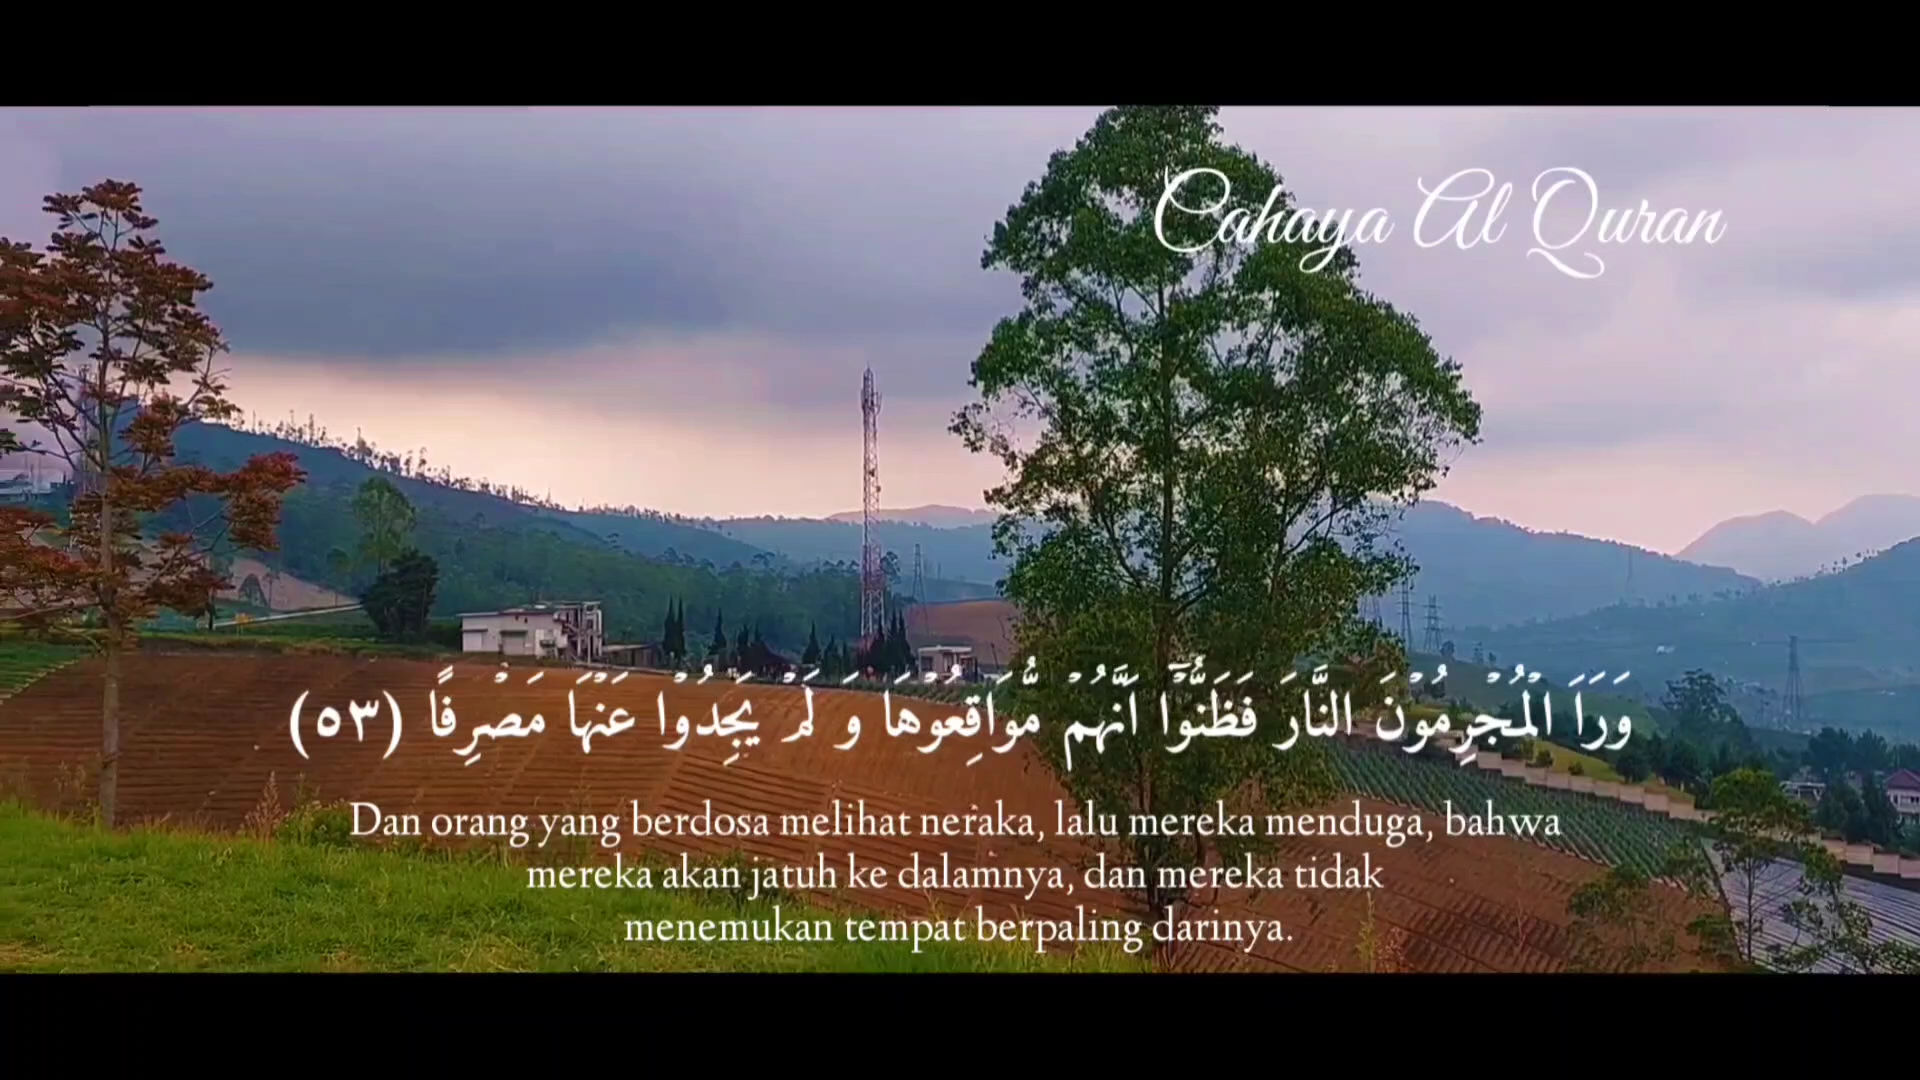 Cahaya Al Quran
وَرَاَ الْمُجْرِمُوْنَ النَّارَ فَظَنُّوْٓا اَنَّهُمْ مُّوَاقِعُوْهَا وَ لَمْ يَجِدُوْا عَنْهَا مَصْرِفًا (٥٣)
Dan orang yang berdosa melihat neraka, lalu mereka menduga, bahwa
mereka akan jatuh ke dalamnya, dan mereka tidak
menemukan tempat berpaling darinya.